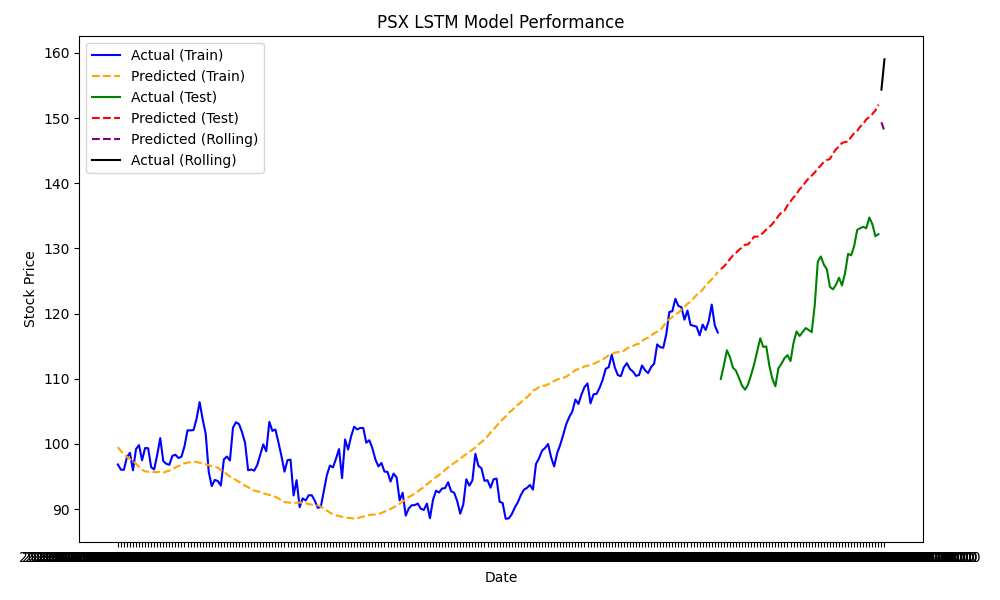 PSX LSTM Model Performance
Actual (Train)
Predicted (Train)
Actual (Test)
Predicted (Test)
Predicted (Rolling)
Actual (Rolling)
160
150
140
130
120
110
100
90
Stock Price
Date